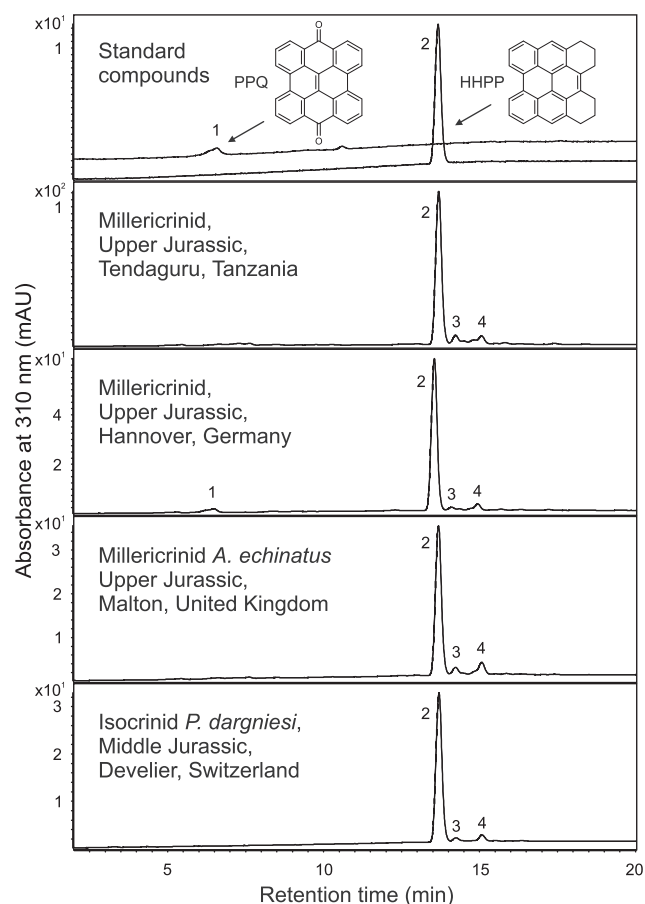 x10¹
1
Standard
compounds
PPQ
O
O
1
2
HHPP
x10²
1
Millericrinid,
Upper Jurassic,
Tendaguru, Tanzania
2
3
4
x10¹
4
2
Millericrinid,
Upper Jurassic,
Hannover, Germany
1
2
3
4
x10¹
3
2
1
Millericrinid A. echinatus
Upper Jurassic,
Malton, United Kingdom
2
3
4
x10¹
3
2
1
Isocrinid P. dargniesi,
Middle Jurassic,
Develier, Switzerland
2
3
4
Absorbance at 310 nm (mAU)
5 10 15 20
Retention time (min)